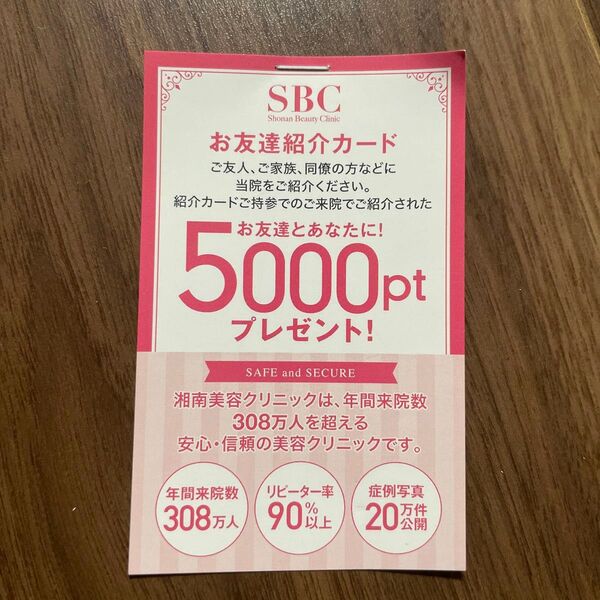 SBC
Shonan Beauty Clinic
お友達紹介カード
ご友人、ご家族、同僚の方などに
当院をご紹介ください。
紹介カードご持参でのご来院でご紹介された
お友達とあなたに!
5000pt
プレゼント!
SAFE and SECURE
湘南美容クリニックは、年間来院数
308万人を超える
安心・信頼の美容クリニックです。
年間来院数
308万人
リピーター率
90%以上
症例写真
20万件公開